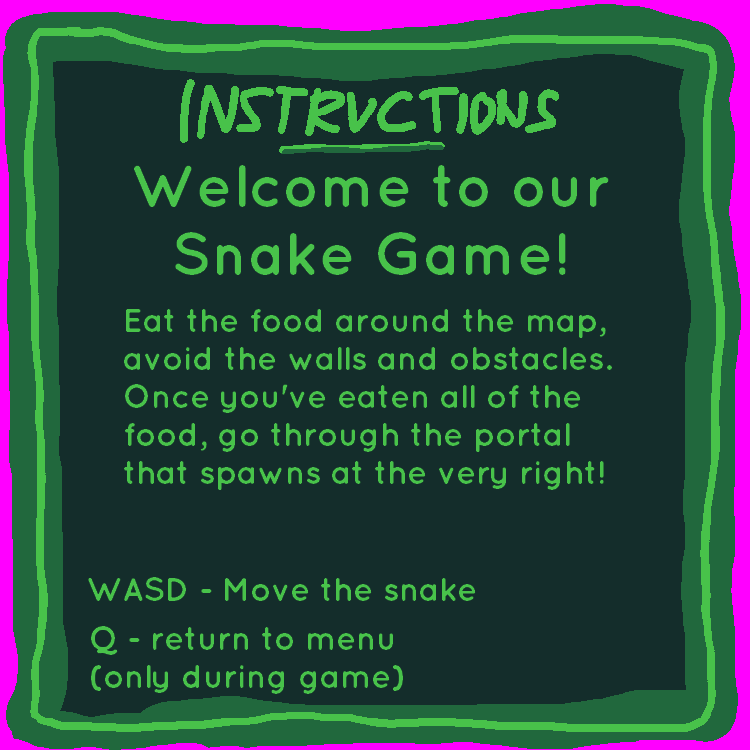 INSTRUCTIONS
Welcome to our
Snake Game!
Eat the food around the map,
avoid the walls and obstacles.
Once you've eaten all of the
food, go through the portal
that spawns at the very right!
WASD - Move the snake
Q - return to menu
(only during game)